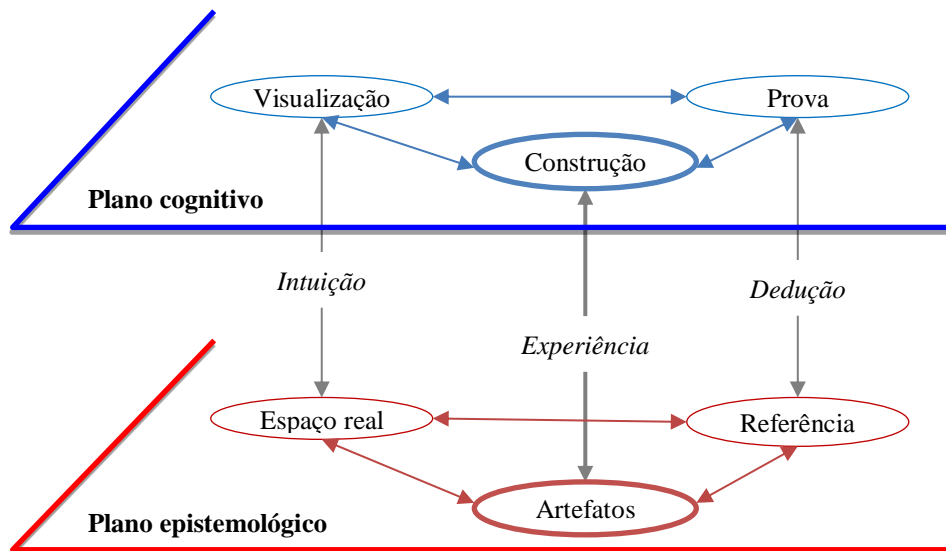 Visualização
Prova
Construção
Plano cognitivo
Intuição
Dedução
Experiência
Espaço real
Referência
Artefatos
Plano epistemológico